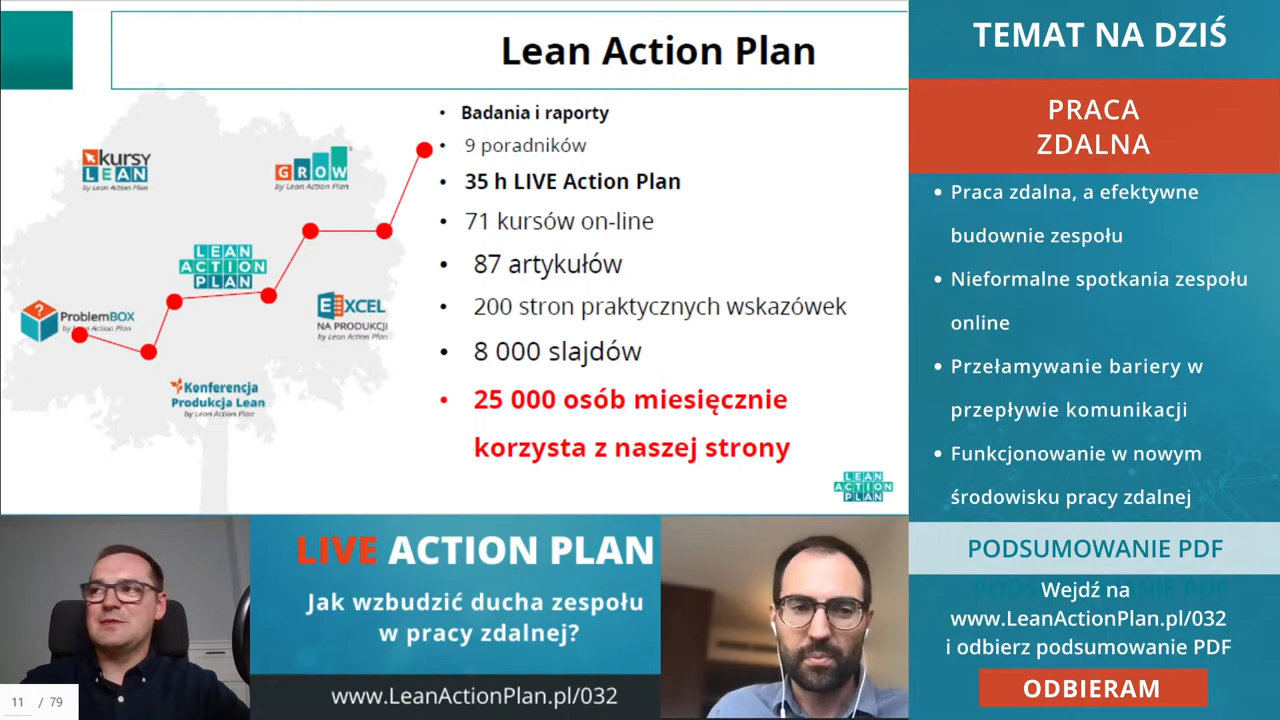 Lean Action Plan
kursy
LEAN
by Lean Action Plan
GROW
by Lean Action Plan
LEAN
ACTION
PLAN
ProblemBOX
by Lean Action Plan
EXCEL
NA PRODUKCJI
by Lean Action Plan
Konferencja
Produkcja Lean
by Lean Action Plan
• Badania i raporty
• 9 poradników
• 35 h LIVE Action Plan
• 71 kursów on-line
• 87 artykułów
• 200 stron praktycznych wskazówek
• 8 000 slajdów
• 25 000 osób miesięcznie
korzysta z naszej strony
LEAN
ACTION
PLAN
TEMAT NA DZIŚ
PRACA
ZDALNA
• Praca zdalna, a efektywne
budownie zespołu
• Nieformalne spotkania zespołu
online
• Przełamywanie bariery w
przepływie komunikacji
• Funkcjonowanie w nowym
środowisku pracy zdalnej
PODSUMOWANIE PDF
Wejdź na
www.LeanActionPlan.pl/032
i odbierz podsumowanie PDF
ODBIERAM
LIVE ACTION PLAN
Jak wzbudzić ducha zespołu
w pracy zdalnej?
www.LeanActionPlan.pl/032
11 / 79